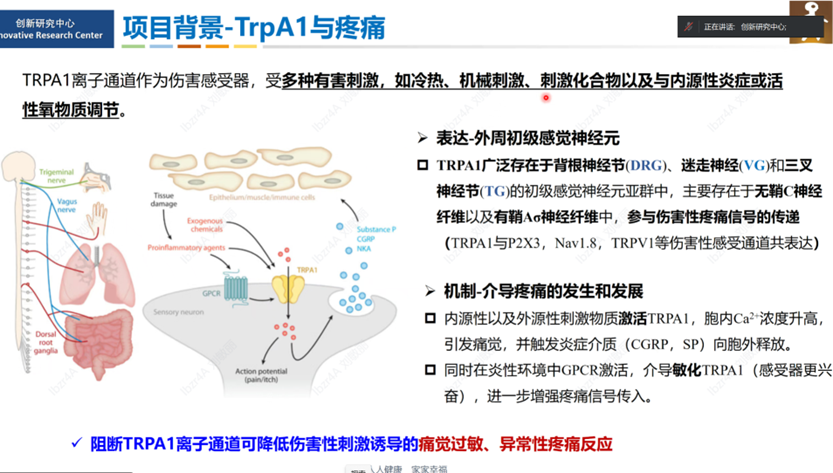 创新研究中心
nnovative Research Center
项目背景-TrpA1与疼痛
正在讲话: 创新研究中心;
TRPA1离子通道作为伤害感受器，受多种有害刺激，如冷热、机械刺激、刺激化合物以及与内源性炎症或活
性氧物质调节。
Trigeminal
nerve
Vagus
nerve
Dorsal
root
ganglia
Epithelium/muscle/immune cells
Tissue
damage
Exogenous
chemicals
Proinflammatory agents
Substance P
CGRP
NKA
TRPA1
GPCR
Sensory neuron
Action potential
(pain/itch)
➢ 表达-外周初级感觉神经元
TRPA1广泛存在于背根神经节(DRG)、迷走神经(VG)和三叉
神经节(TG)的初级感觉神经元亚群中，主要存在于无鞘C神经
纤维以及有鞘Aσ神经纤维中，参与伤害性疼痛信号的传递
（TRPA1与P2X3，Nav1.8，TRPV1等伤害性感受通道共表达）
➢ 机制-介导疼痛的发生和发展
内源性以及外源性刺激物质激活TRPA1，胞内Ca²⁺浓度升高，
引发痛觉，并触发炎症介质（CGRP，SP）向胞外释放。
同时在炎性环境中GPCR激活，介导敏化TRPA1（感受器更兴
奋），进一步增强疼痛信号传入。
✓ 阻断TRPA1离子通道可降低伤害性刺激诱导的痛觉过敏、异常性疼痛反应
人健康 家家幸福